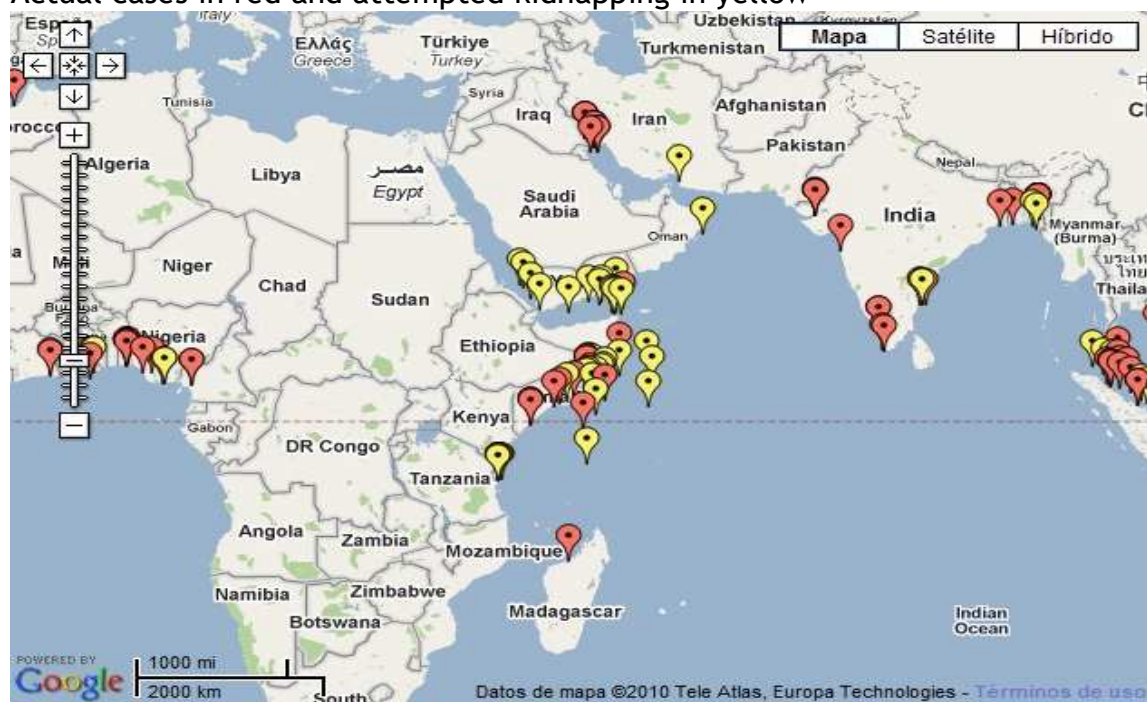 Actual cases in red and attempted kidnapping in yellow
Italy
Uzbekistan
Ελλάς
Greece
Türkiye
Turkey
Turkmenistan
Mapa
Satélite
Híbrido
Tunisia
Syria
Iraq
Iran
Afghanistan
Pakistan
Nepal
Algeria
Libya
مصر
Egypt
Saudi
Arabia
Oman
India
Myanmar
(Burma)
Niger
Chad
Sudan
Nigeria
Ethiopia
Gabon
DR Congo
Kenya
Tanzania
Angola
Zambia
Mozambique
Namibia
Zimbabwe
Botswana
Madagascar
Indian
Ocean
POWERED BY
Google
1000 mi
2000 km
South
Datos de mapa ©2010 Tele Atlas, Europa Technologies - Términos de uso